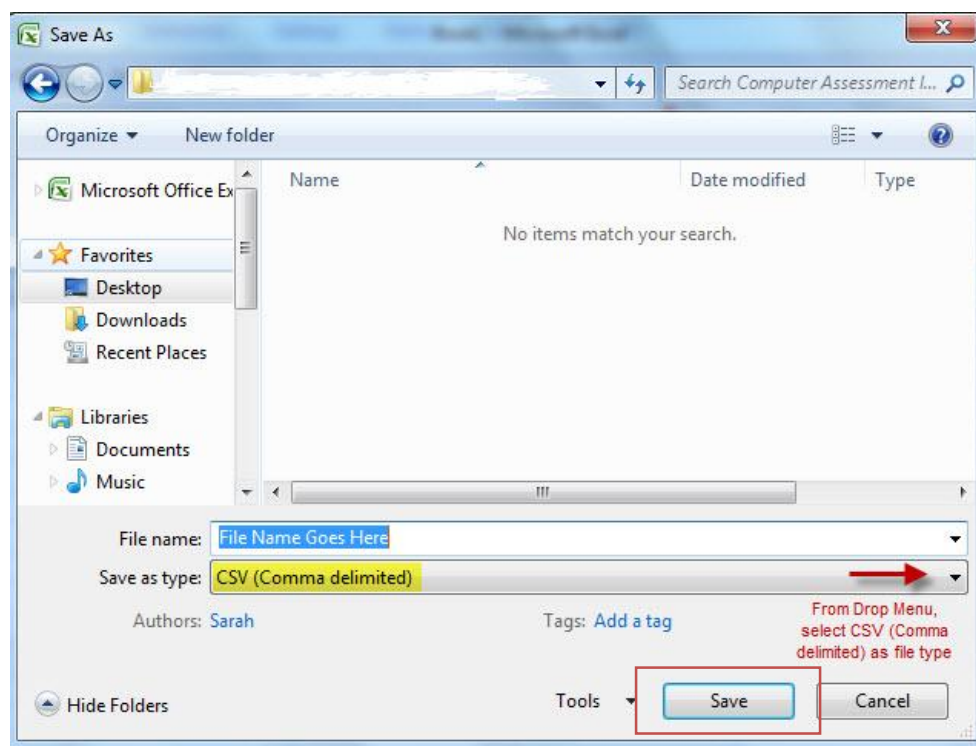 Save As
Search Computer Assessment I...
Organize New folder
Microsoft Office Ex Name Date modified Type
No items match your search.
Favorites
Desktop
Downloads
Recent Places
Libraries
Documents
Music
File name: File Name Goes Here
Save as type: CSV (Comma delimited)
Authors: Sarah Tags: Add a tag
From Drop Menu,
select CSV (Comma
delimited) as file type
Hide Folders Tools Save Cancel